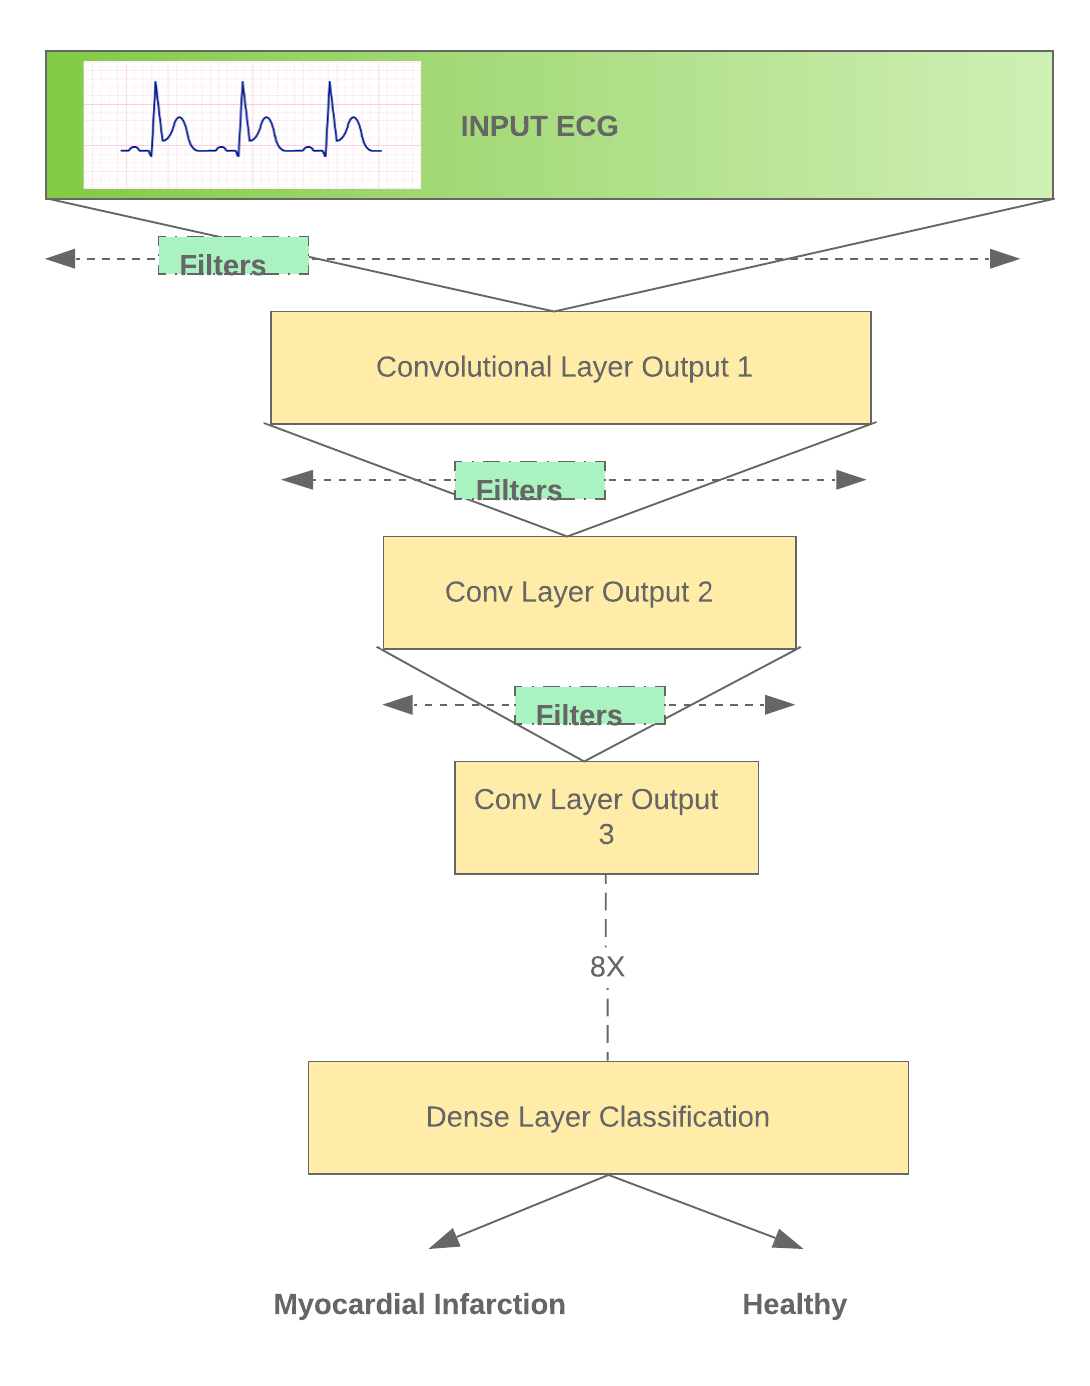 INPUT ECG
Filters
Convolutional Layer Output 1
Filters
Conv Layer Output 2
Filters
Conv Layer Output
3
8X
Dense Layer Classification
Myocardial Infarction
Healthy